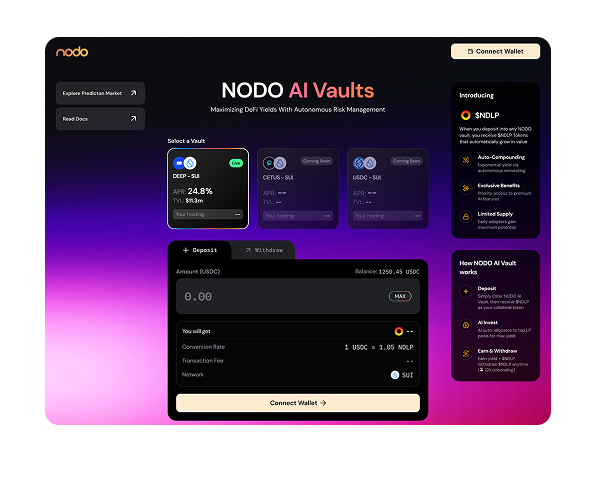 nodo
Connect Wallet
Explore Prediction Market
Read Docs
NODO AI Vaults
Maximizing DeFi Yields With Autonomous Risk Management
Select a Vault
Live
DEEP - SUI
APR: 24.8%
TVL: $11.3m
Your holding: --
Coming Soon
CETUS - SUI
APR: --
TVL: --
Your holding: --
Coming Soon
USDC - SUI
APR: --
TVL: --
Your holding: --
Deposit
Withdraw
Amount (USDC)
Balance: 1250.45 USDC
0.00
MAX
You will get
--
Conversion Rate
1 USDC = 1.05 NDLP
Transaction Fee
--
Network
SUI
Connect Wallet →
Introducing
$NDLP
When you deposit into any NODO
vault, you receive $NDLP Tokens
that automatically grow in value
Auto-Compounding
Exponential yield via
autonomous reinvesting
Exclusive Benefits
Priority access to premium
AI features
Limited Supply
Early adopters gain
maximum potential
How NODO AI Vault
works
Deposit
Simply Enter NODO AI
Vault, then receive $NDLP
as your collateral token
AI Invest
AI auto-allocates to top LP
pools for max yield.
Earn & Withdraw
Earn yield + $NDLP.
Withdraw $NDLP anytime
(⏳ 12h unbonding)